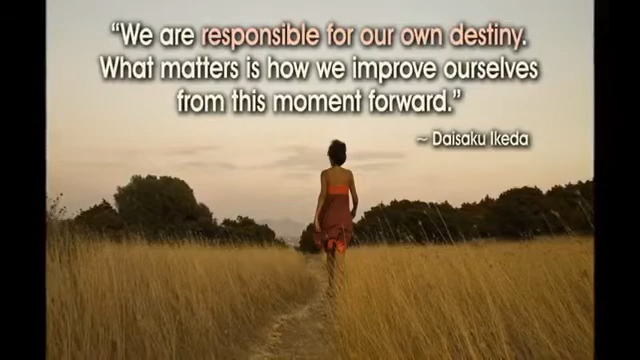 “We are responsible for our own destiny.
What matters is how we improve ourselves
from this moment forward.”
~ Daisaku Ikeda